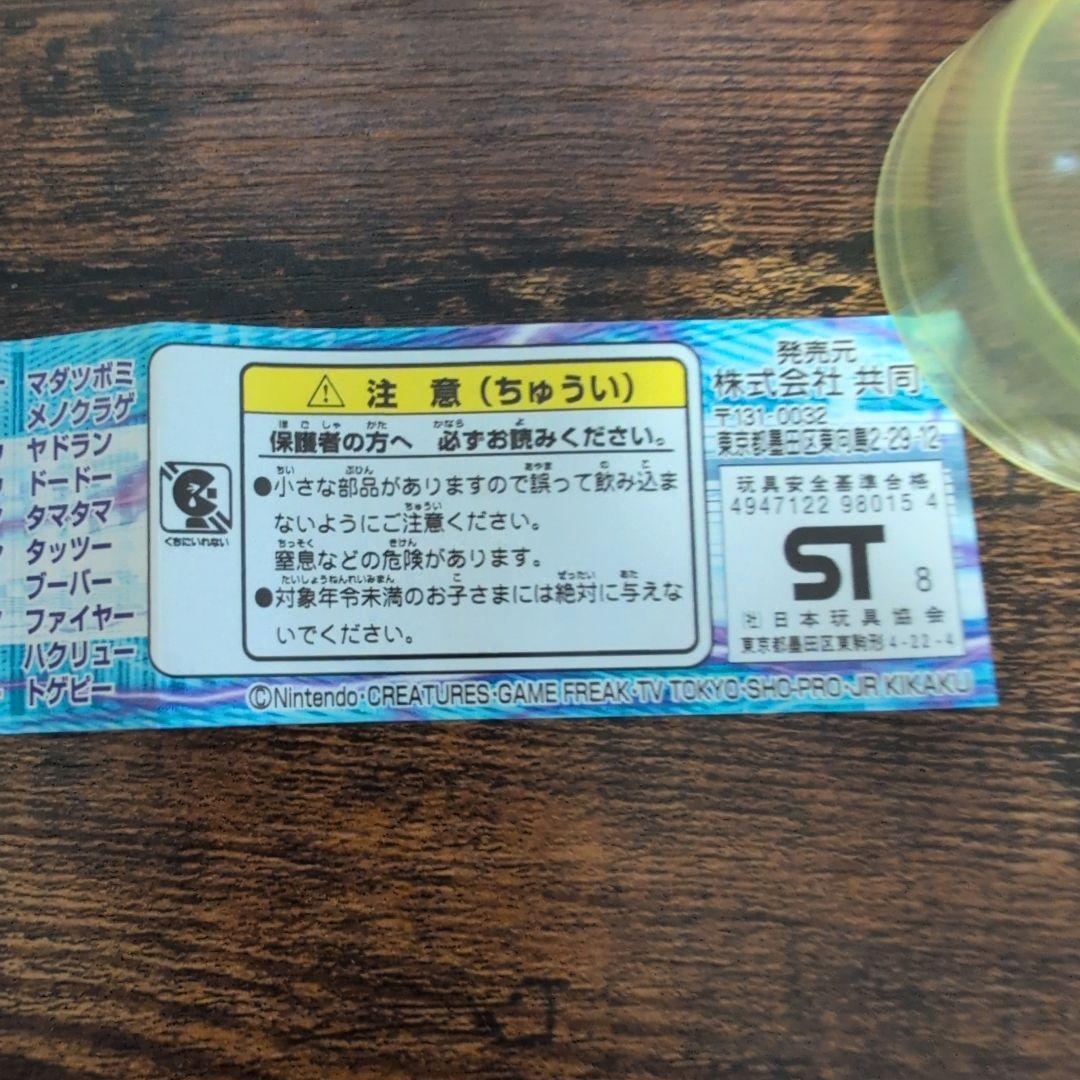 マダツボミ
メノクラゲ
ヤドラン
ドードー
タマタマ
タッツー
ブーバー
ファイヤー
ハクリュー
トゲピー
くちにいれない
注 意 (ちゅうい)
保護者の方へ 必ずお読みください。
●小さな部品がありますので誤って飲み込ま
ないようにご注意ください。
窒息などの危険があります。
●対象年令未満のお子さまには絶対に与えな
いでください。
発売元
株式会社 共同
〒131-0032
東京都墨田区東向島2-29-12
玩具安全基準合格
4947122 98015 4
ST 8
(社)日本玩具協会
東京都墨田区東駒形4-22-4
©Nintendo・CREATURES・GAME FREAK・TV TOKYO・SHO-PRO・JR KIKAKU